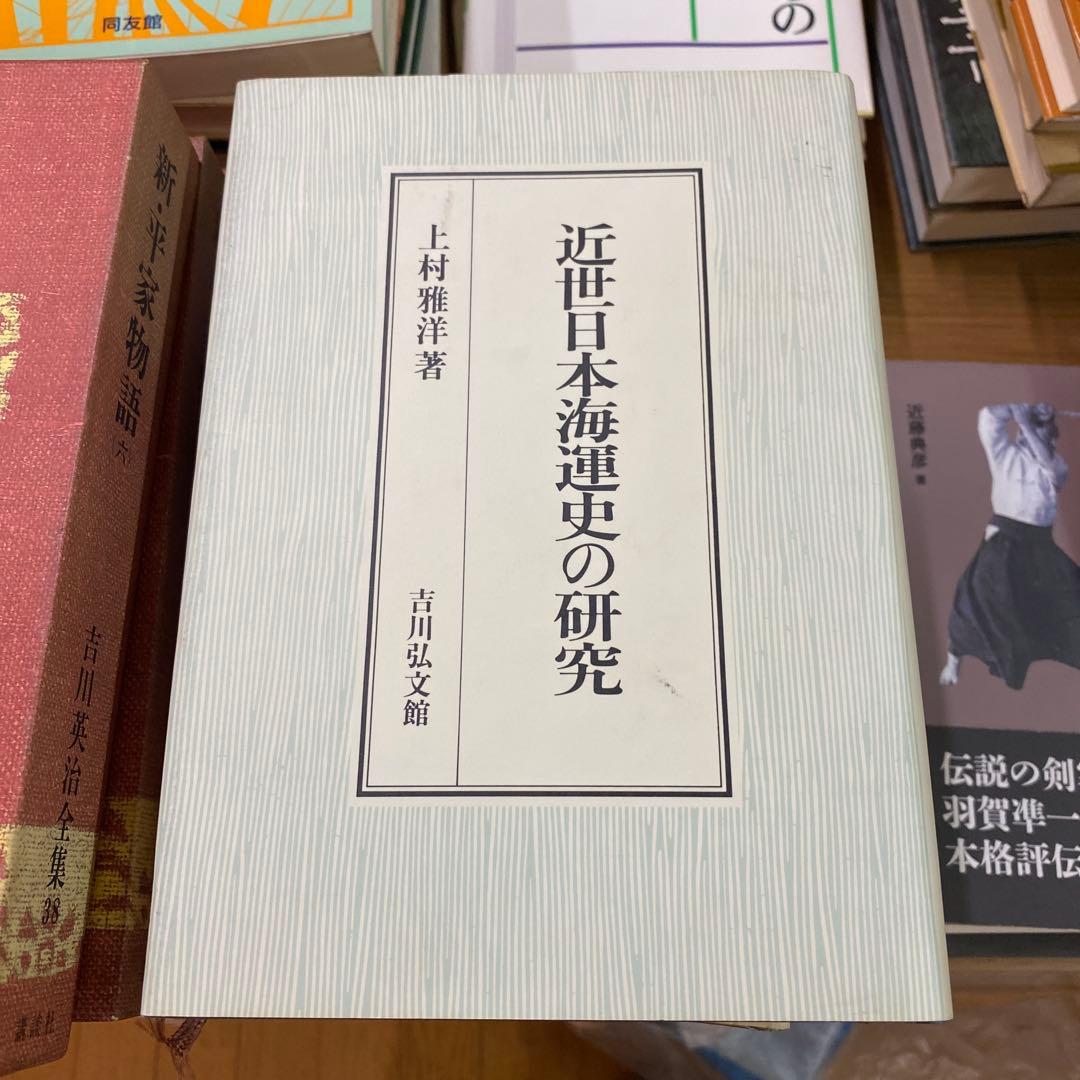 近世日本海運史の研究
上村雅洋著
吉川弘文館
新・平家物語 六
吉川英治全集 38
講談社
同友館
の
近藤典彦 著
伝説の剣
羽賀準一
本格評伝